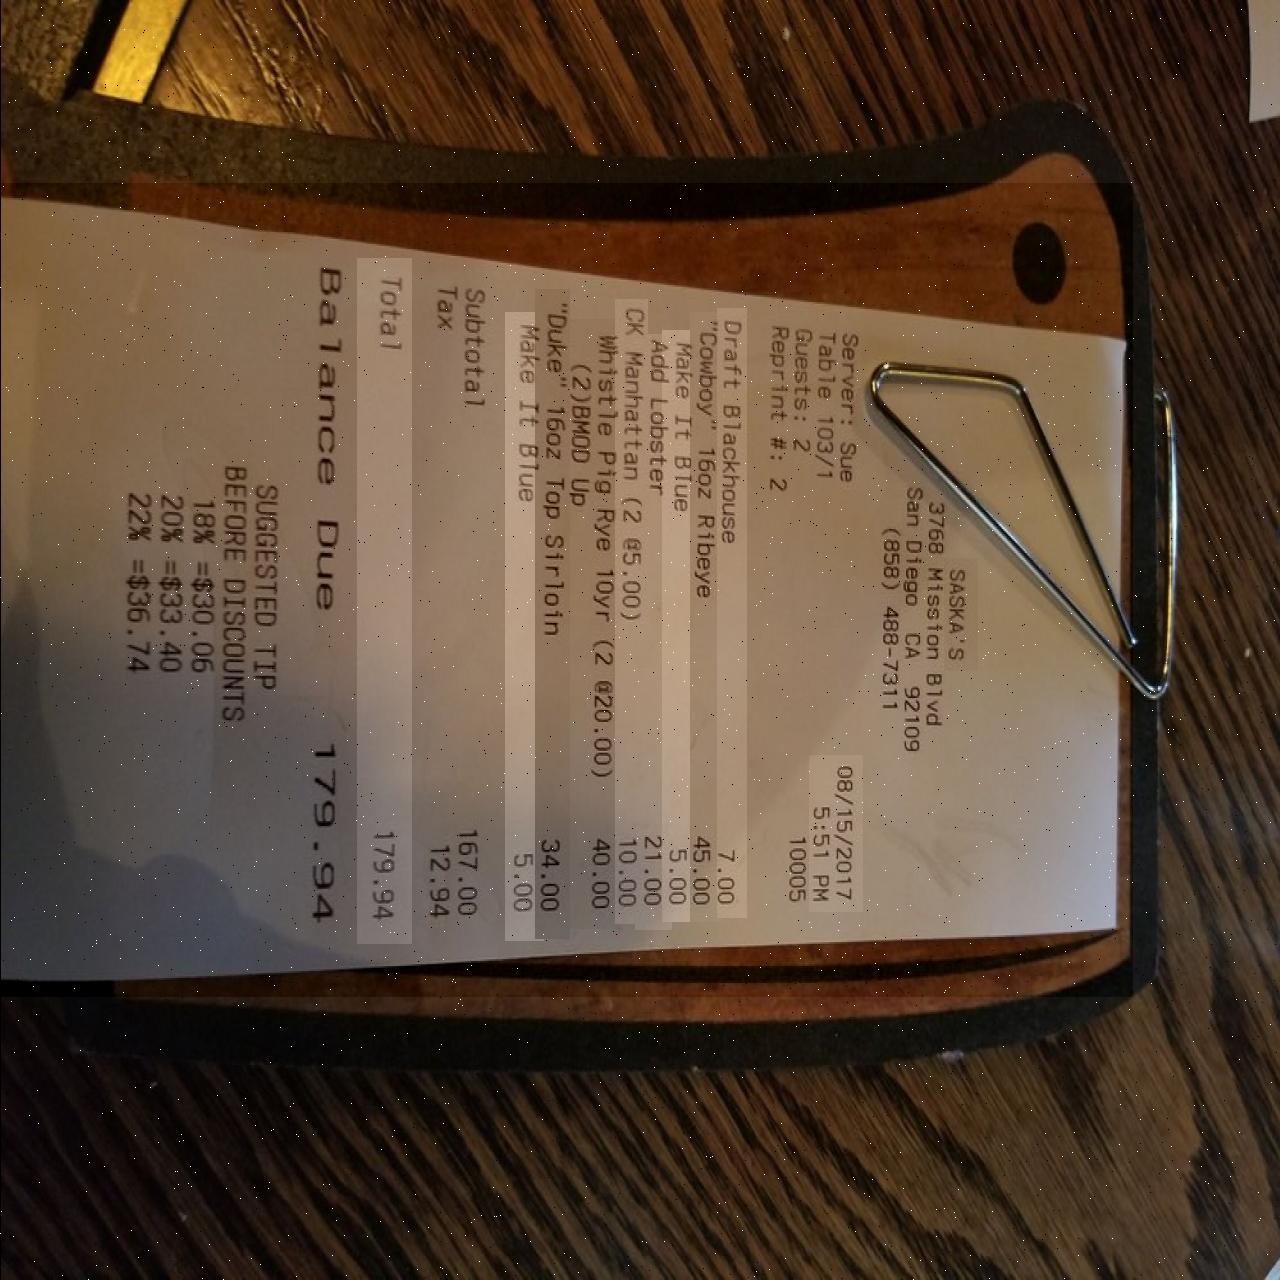 SASKA'S
3768 Mission Blvd
San Diego CA 92109
(858) 488-7311
Server: Sue 08/15/2017
Table 103/1 5:51 PM
Guests: 2 10005
Reprint #: 2
Draft Blackhouse 7.00
"Cowboy" 16oz Ribeye 45.00
Make It Blue 5.00
Add Lobster 21.00
CK Manhattan (2 @5.00) 10.00
Whistle Pig Rye 10yr (2 @20.00) 40.00
(2)BMOD Up
"Duke" 16oz Top Sirloin 34.00
Make It Blue 5.00
Subtotal 167.00
Tax 12.94
Total 179.94
Balance Due 179.94
SUGGESTED TIP
BEFORE DISCOUNTS
18% =$30.06
20% =$33.40
22% =$36.74